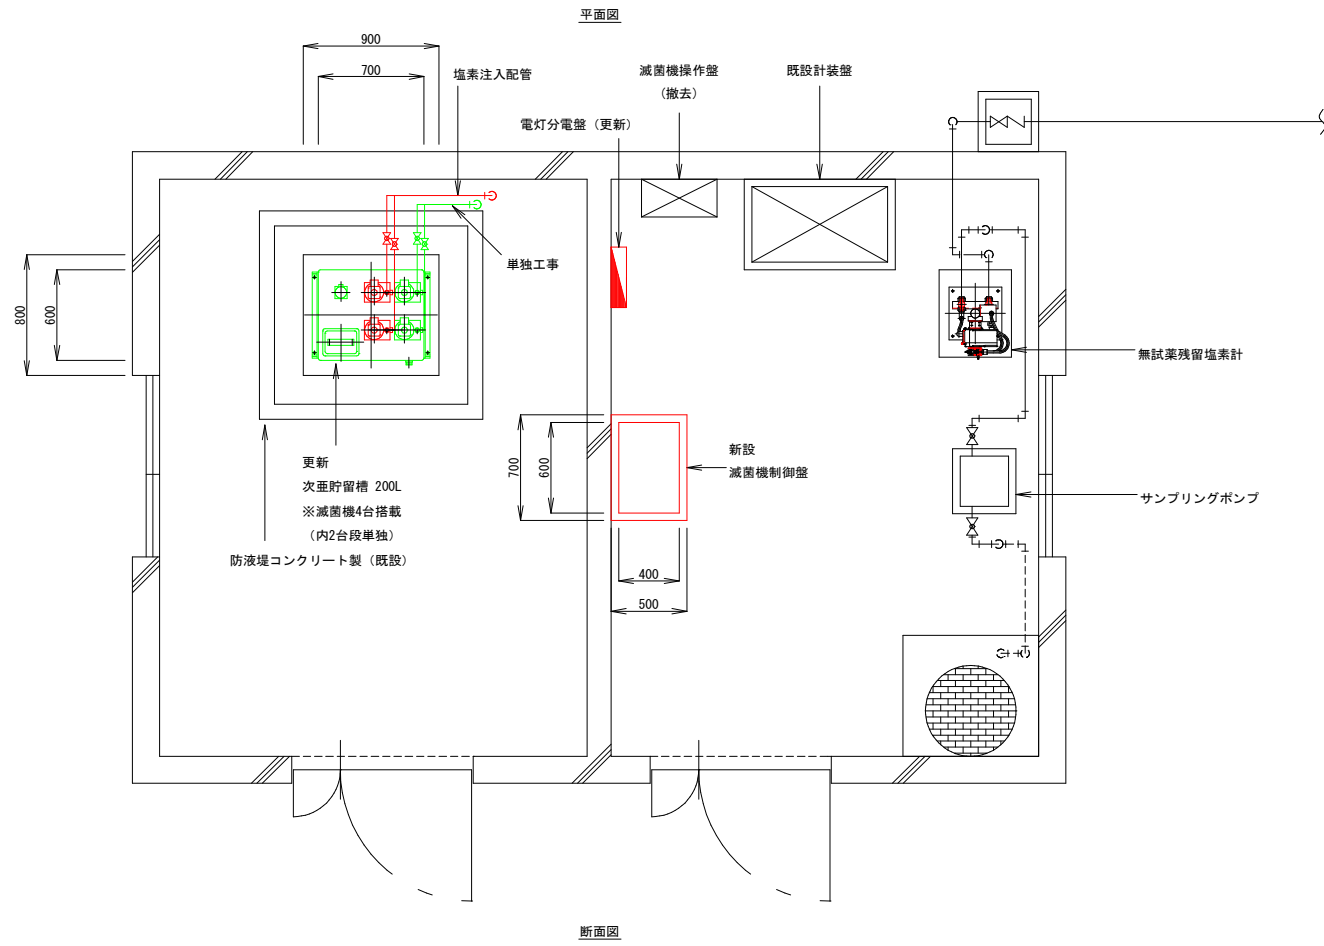 平面図
900
700
塩素注入配管
滅菌機操作盤
（撤去）
既設計装盤
電灯分電盤（更新）
単独工事
800
600
無試薬残留塩素計
更新
次亜貯留槽 200L
※滅菌機4台搭載
（内2台段単独）
防液堤コンクリート製（既設）
700
600
新設
滅菌機制御盤
サンプリングポンプ
400
500
断面図